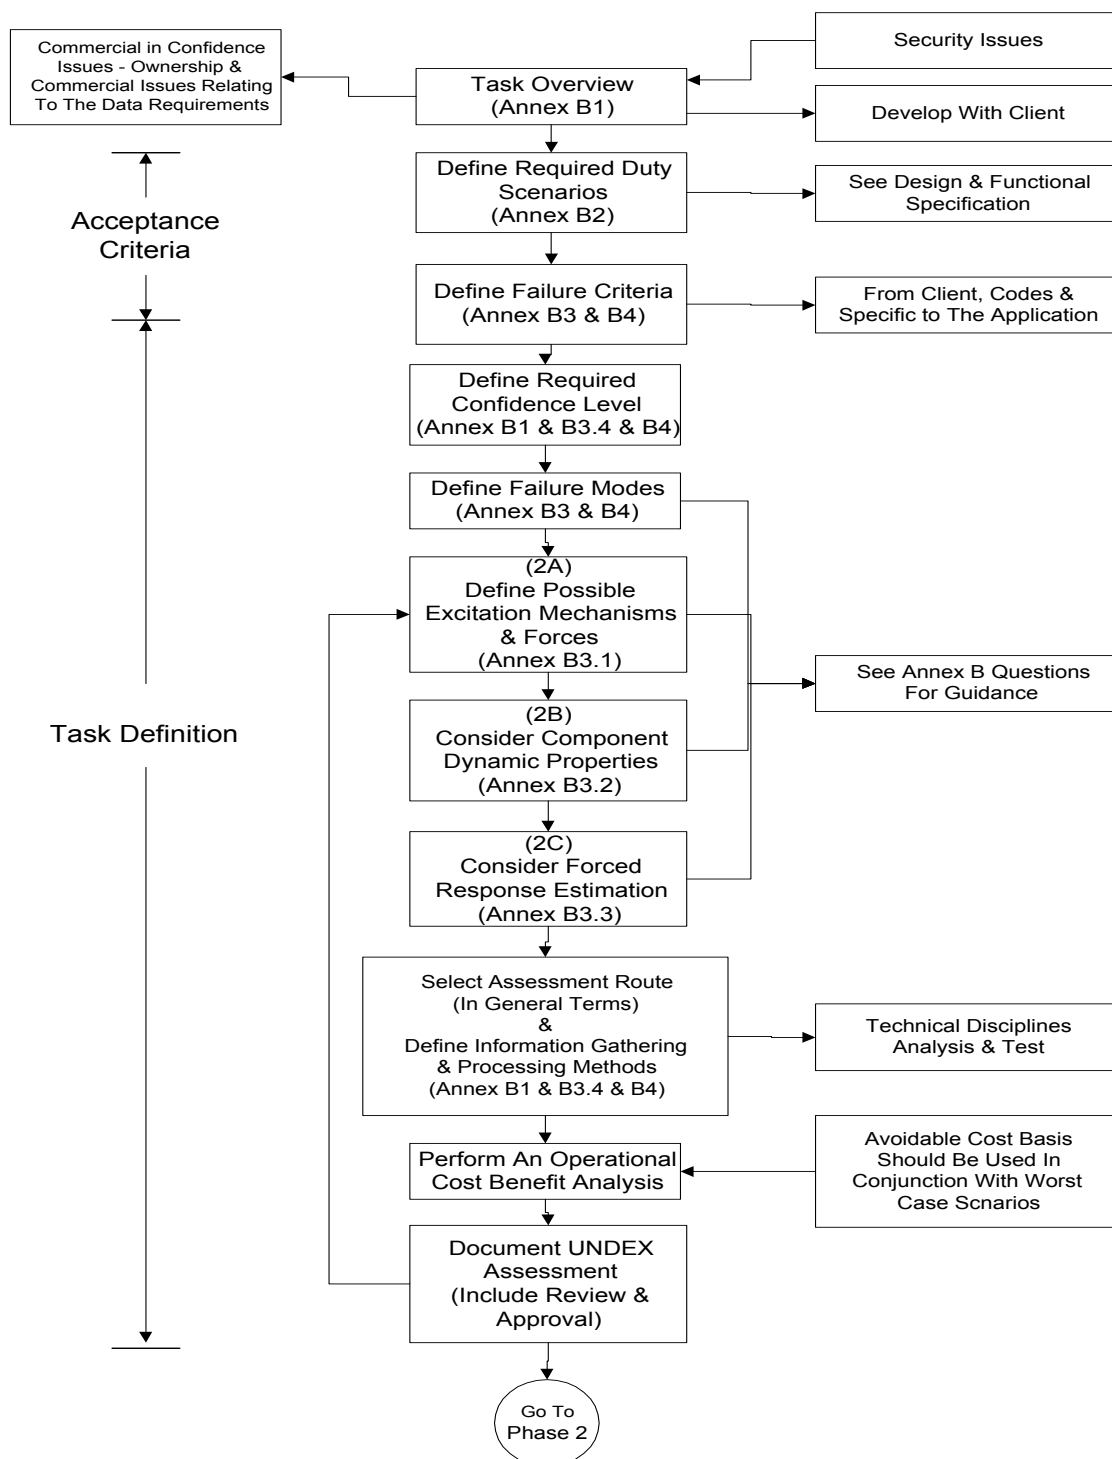 Commercial in Confidence
Issues - Ownership &
Commercial Issues Relating
To The Data Requirements
Security Issues
Task Overview
(Annex B1)
Develop With Client
Acceptance
Criteria
Define Required Duty
Scenarios
(Annex B2)
See Design & Functional
Specification
Define Failure Criteria
(Annex B3 & B4)
From Client, Codes &
Specific to The Application
Define Required
Confidence Level
(Annex B1 & B3.4 & B4)
Define Failure Modes
(Annex B3 & B4)
Task Definition
(2A)
Define Possible
Excitation Mechanisms
& Forces
(Annex B3.1)
See Annex B Questions
For Guidance
(2B)
Consider Component
Dynamic Properties
(Annex B3.2)
(2C)
Consider Forced
Response Estimation
(Annex B3.3)
Select Assessment Route
(In General Terms)
&
Define Information Gathering
& Processing Methods
(Annex B1 & B3.4 & B4)
Technical Disciplines
Analysis & Test
Perform An Operational
Cost Benefit Analysis
Avoidable Cost Basis
Should Be Used In
Conjunction With Worst
Case Scnarios
Document UNDEX
Assessment
(Include Review &
Approval)
Go To
Phase 2